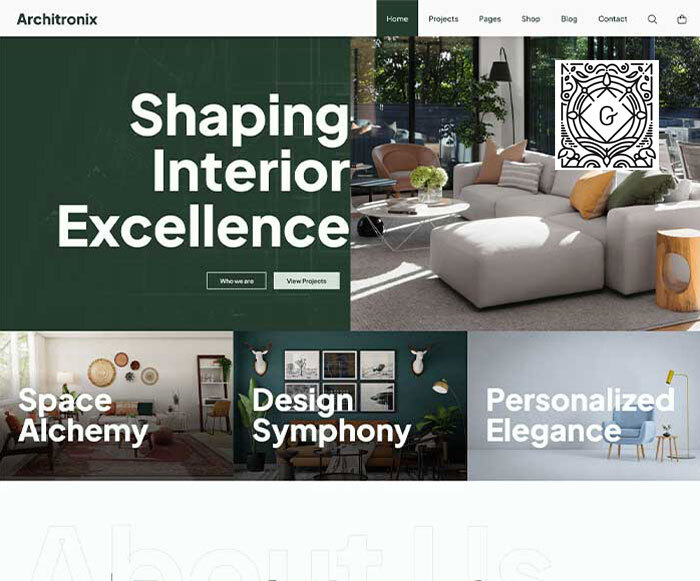 Architronix
Home Projects Pages Shop Blog Contact
G
Shaping
Interior
Excellence
Who we are View Projects
Space
Alchemy
Design
Symphony
Personalized
Elegance
About Us